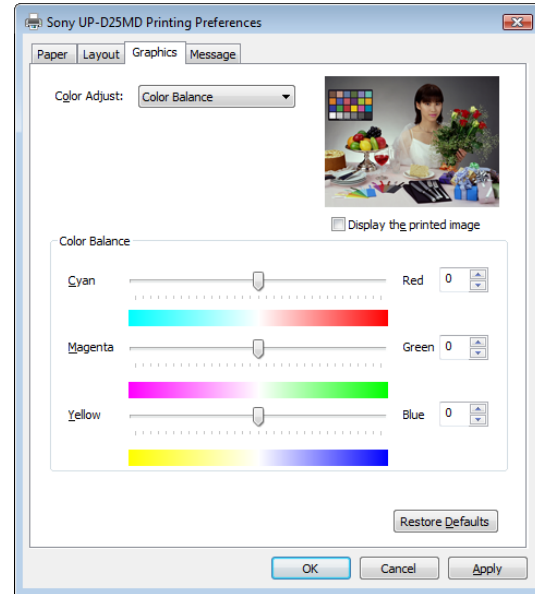 Sony UP-D25MD Printing Preferences
Paper Layout Graphics Message
Color Adjust: Color Balance
Display the printed image
Color Balance
Cyan Red 0
Magenta Green 0
Yellow Blue 0
Restore Defaults
OK Cancel Apply